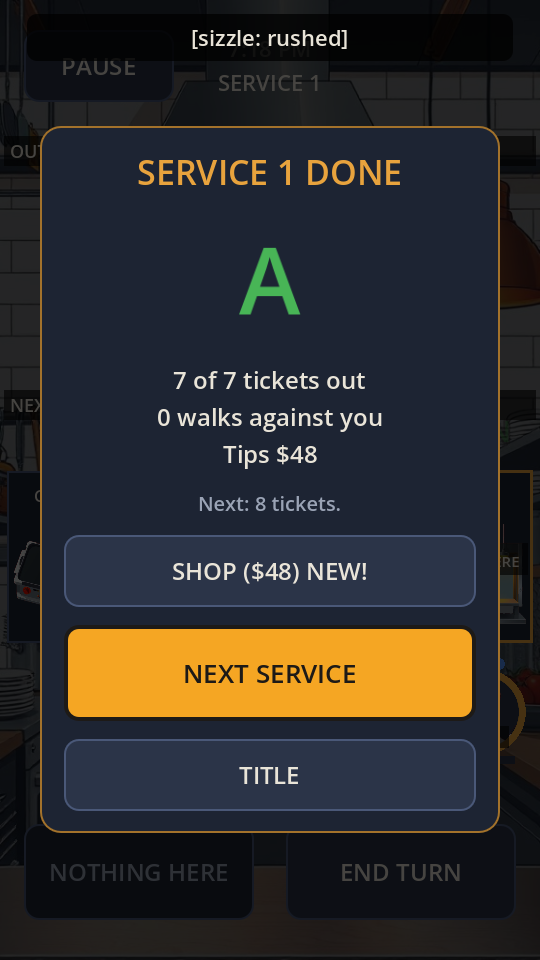 [sizzle: rushed]
PAUSE
SERVICE 1
SERVICE 1 DONE
A
7 of 7 tickets out
0 walks against you
Tips $48
Next: 8 tickets.
SHOP ($48) NEW!
NEXT SERVICE
TITLE
NOTHING HERE
END TURN